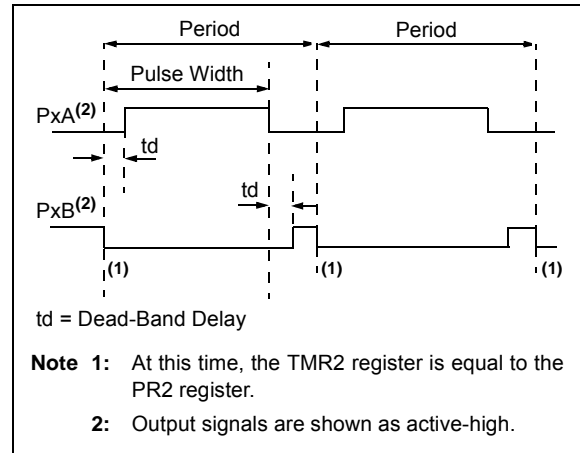 Period Period
Pulse Width
PxA(2)
td
td
PxB(2)
(1) (1) (1)
td = Dead-Band Delay
Note 1: At this time, the TMR2 register is equal to the
PR2 register.
2: Output signals are shown as active-high.